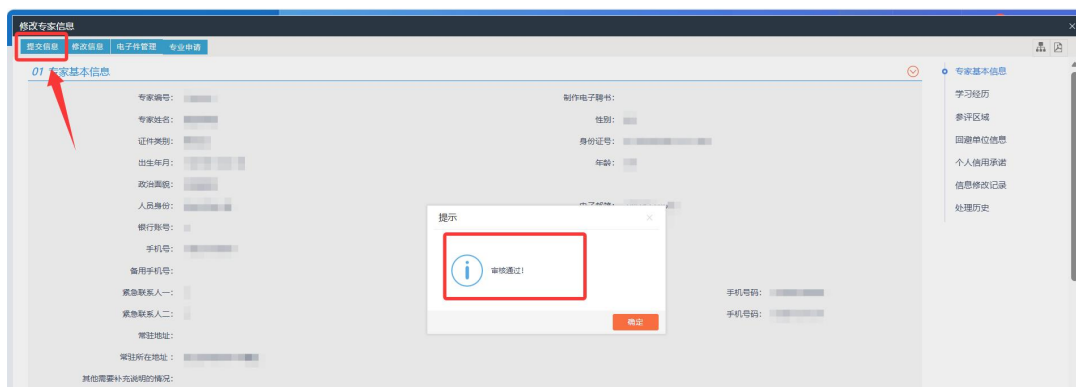 修改专家信息
提交信息 修改信息 电子件管理 专业申请
01 专家基本信息
专家编号： 制作电子聘书：
专家姓名： 性别：
证件类别： 身份证号：
出生年月： 年龄：
政治面貌：
人员身份：
银行账号：
手机号：
备用手机号：
紧急联系人一： 手机号码：
紧急联系人二： 手机号码：
常驻地址：
常驻所在地址：
其他需要补充说明的情况：
提示
审核通过！
确定
专家基本信息
学习经历
参评区域
回避单位信息
个人信用承诺
信息修改记录
处理历史